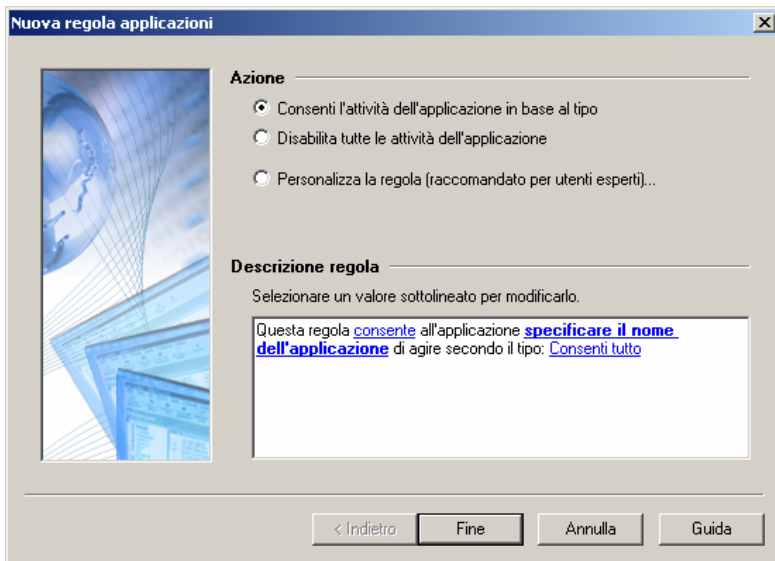 Nuova regola applicazioni
Azione
Consenti l'attività dell'applicazione in base al tipo
Disabilita tutte le attività dell'applicazione
Personalizza la regola (raccomandato per utenti esperti)...
Descrizione regola
Selezionare un valore sottolineato per modificarlo.
Questa regola consente all'applicazione specificare il nome
dell'applicazione di agire secondo il tipo: Consenti tutto
< Indietro Fine Annulla Guida